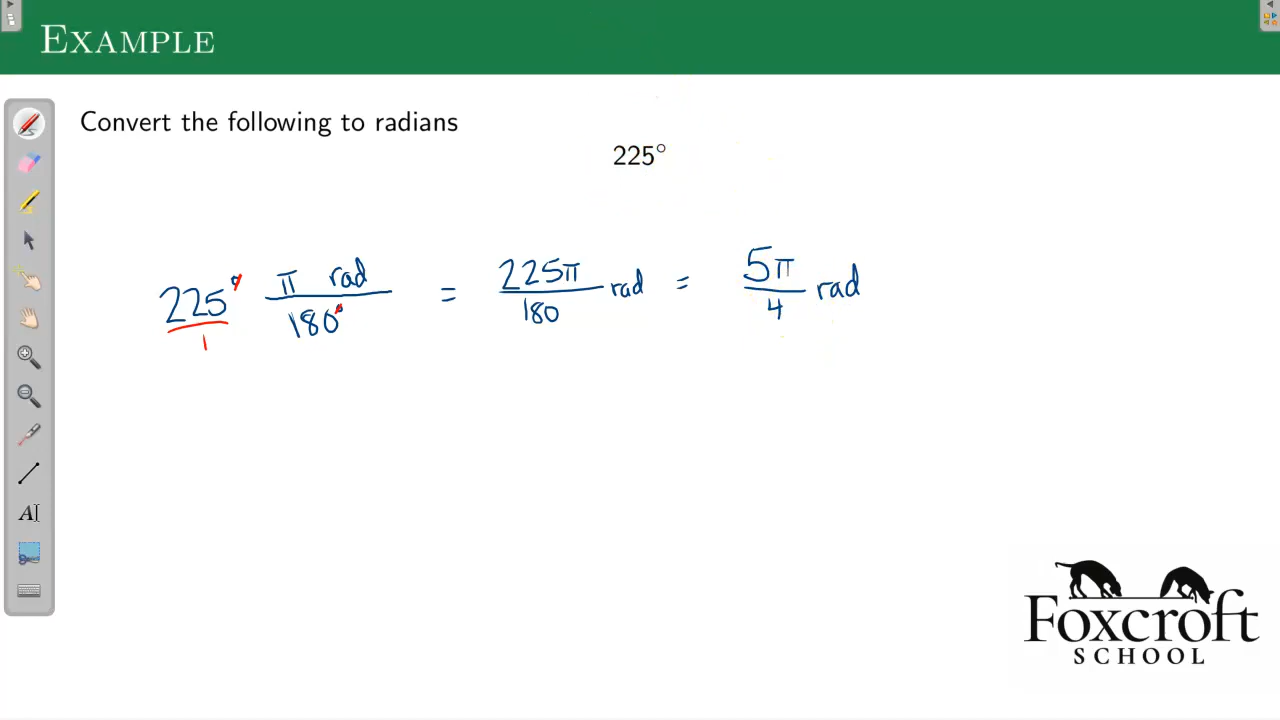 EXAMPLE
Convert the following to radians
225°
225° π rad = 225π rad = 5π rad
1 180° 180 4
AI
Foxcroft
SCHOOL